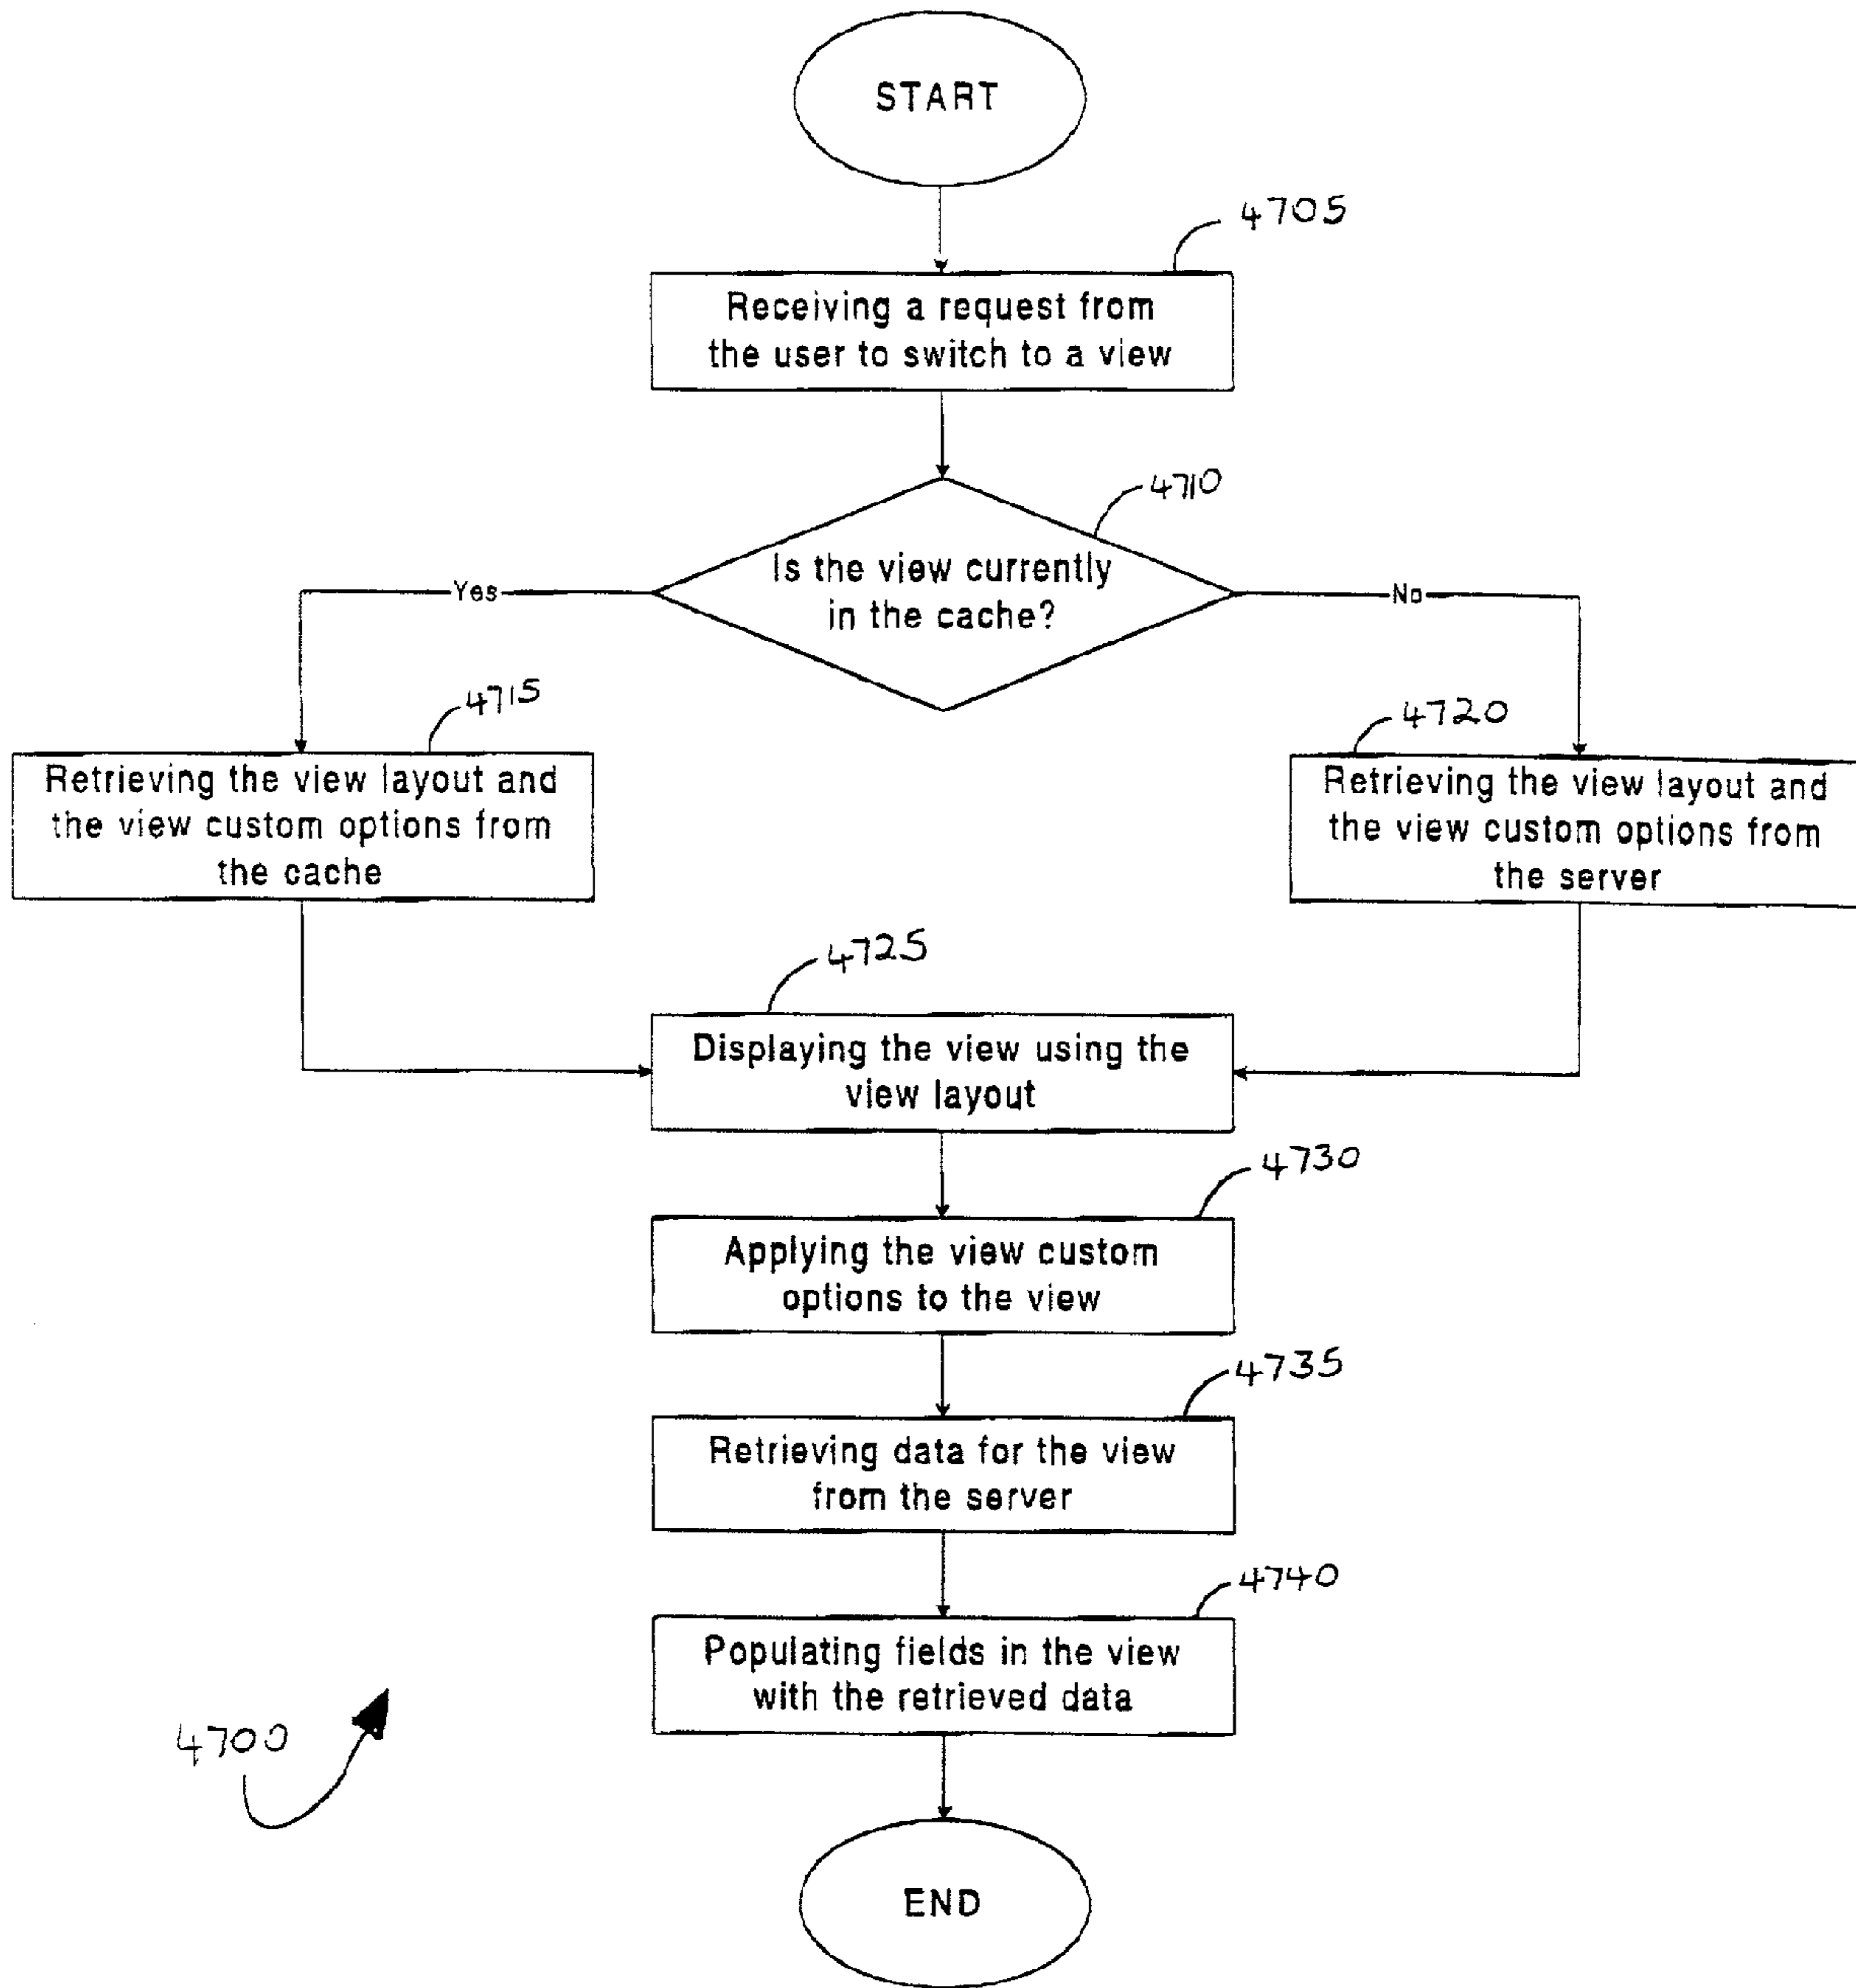 START
4705
Receiving a request from
the user to switch to a view
4710
Is the view currently
in the cache?
Yes
No
4715
Retrieving the view layout and
the view custom options from
the cache
4720
Retrieving the view layout and
the view custom options from
the server
4725
Displaying the view using the
view layout
4730
Applying the view custom
options to the view
4735
Retrieving data for the view
from the server
4740
Populating fields in the view
with the retrieved data
4700
END